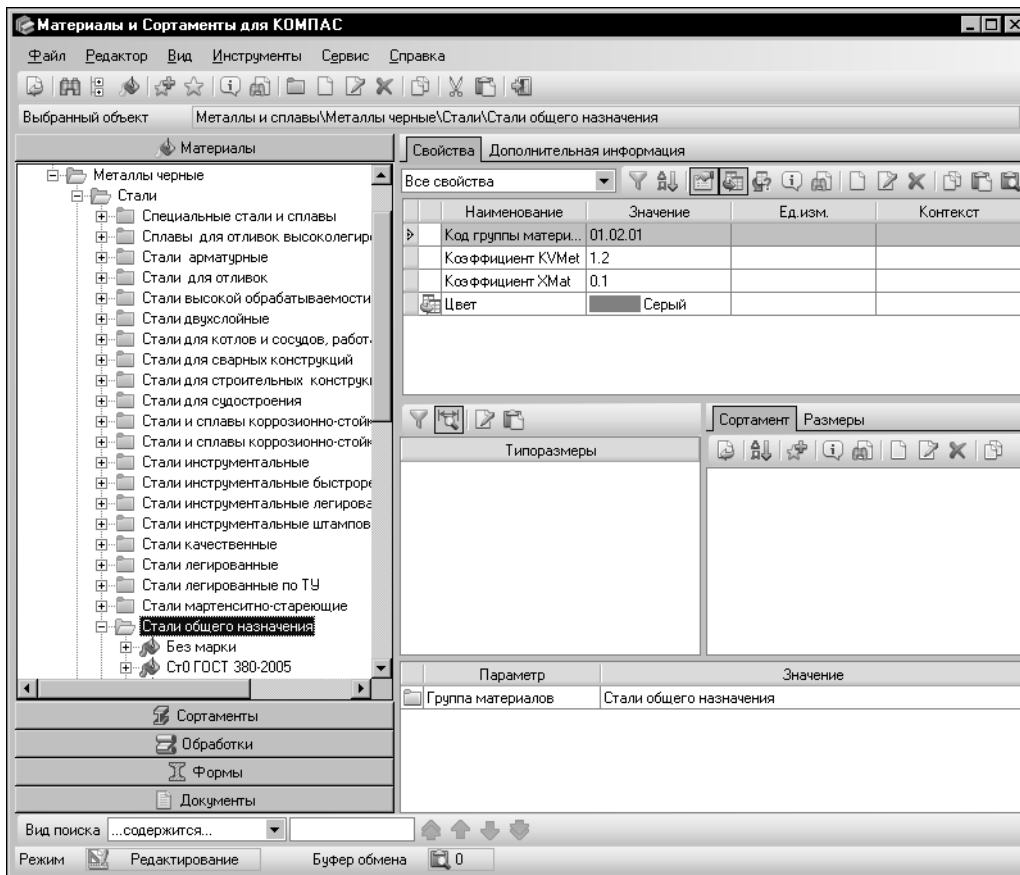 Материалы и Сортаменты для КОМПАС
Файл Редактор Вид Инструменты Сервис Справка
Выбранный объект Металлы и сплавы\Металлы черные\Стали\Стали общего назначения
Материалы
Металлы черные
Стали
Специальные стали и сплавы
Сплавы для отливок высоколегир
Стали арматурные
Стали для отливок
Стали высокой обрабатываемости
Стали двухслойные
Стали для котлов и сосудов, работ
Стали для сварных конструкций
Стали для строительных конструк
Стали для судостроения
Стали и сплавы коррозионно-стойк
Стали и сплавы коррозионно-стойк
Стали инструментальные
Стали инструментальные быстроре
Стали инструментальные легирова
Стали инструментальные штампов
Стали качественные
Стали легированные
Стали легированные по ТУ
Стали мартенситно-стареющие
Стали общего назначения
Без марки
Ст0 ГОСТ 380-2005
Сортаменты
Обработки
Формы
Документы
Свойства Дополнительная информация
Все свойства
Наименование Значение Ед.изм. Контекст
Код группы матери... 01.02.01
Коэффициент KVMet 1.2
Коэффициент XMat 0.1
Цвет Серый
Типоразмеры
Сортамент Размеры
Параметр Значение
Группа материалов Стали общего назначения
Вид поиска ...содержится...
Режим Редактирование Буфер обмена 0